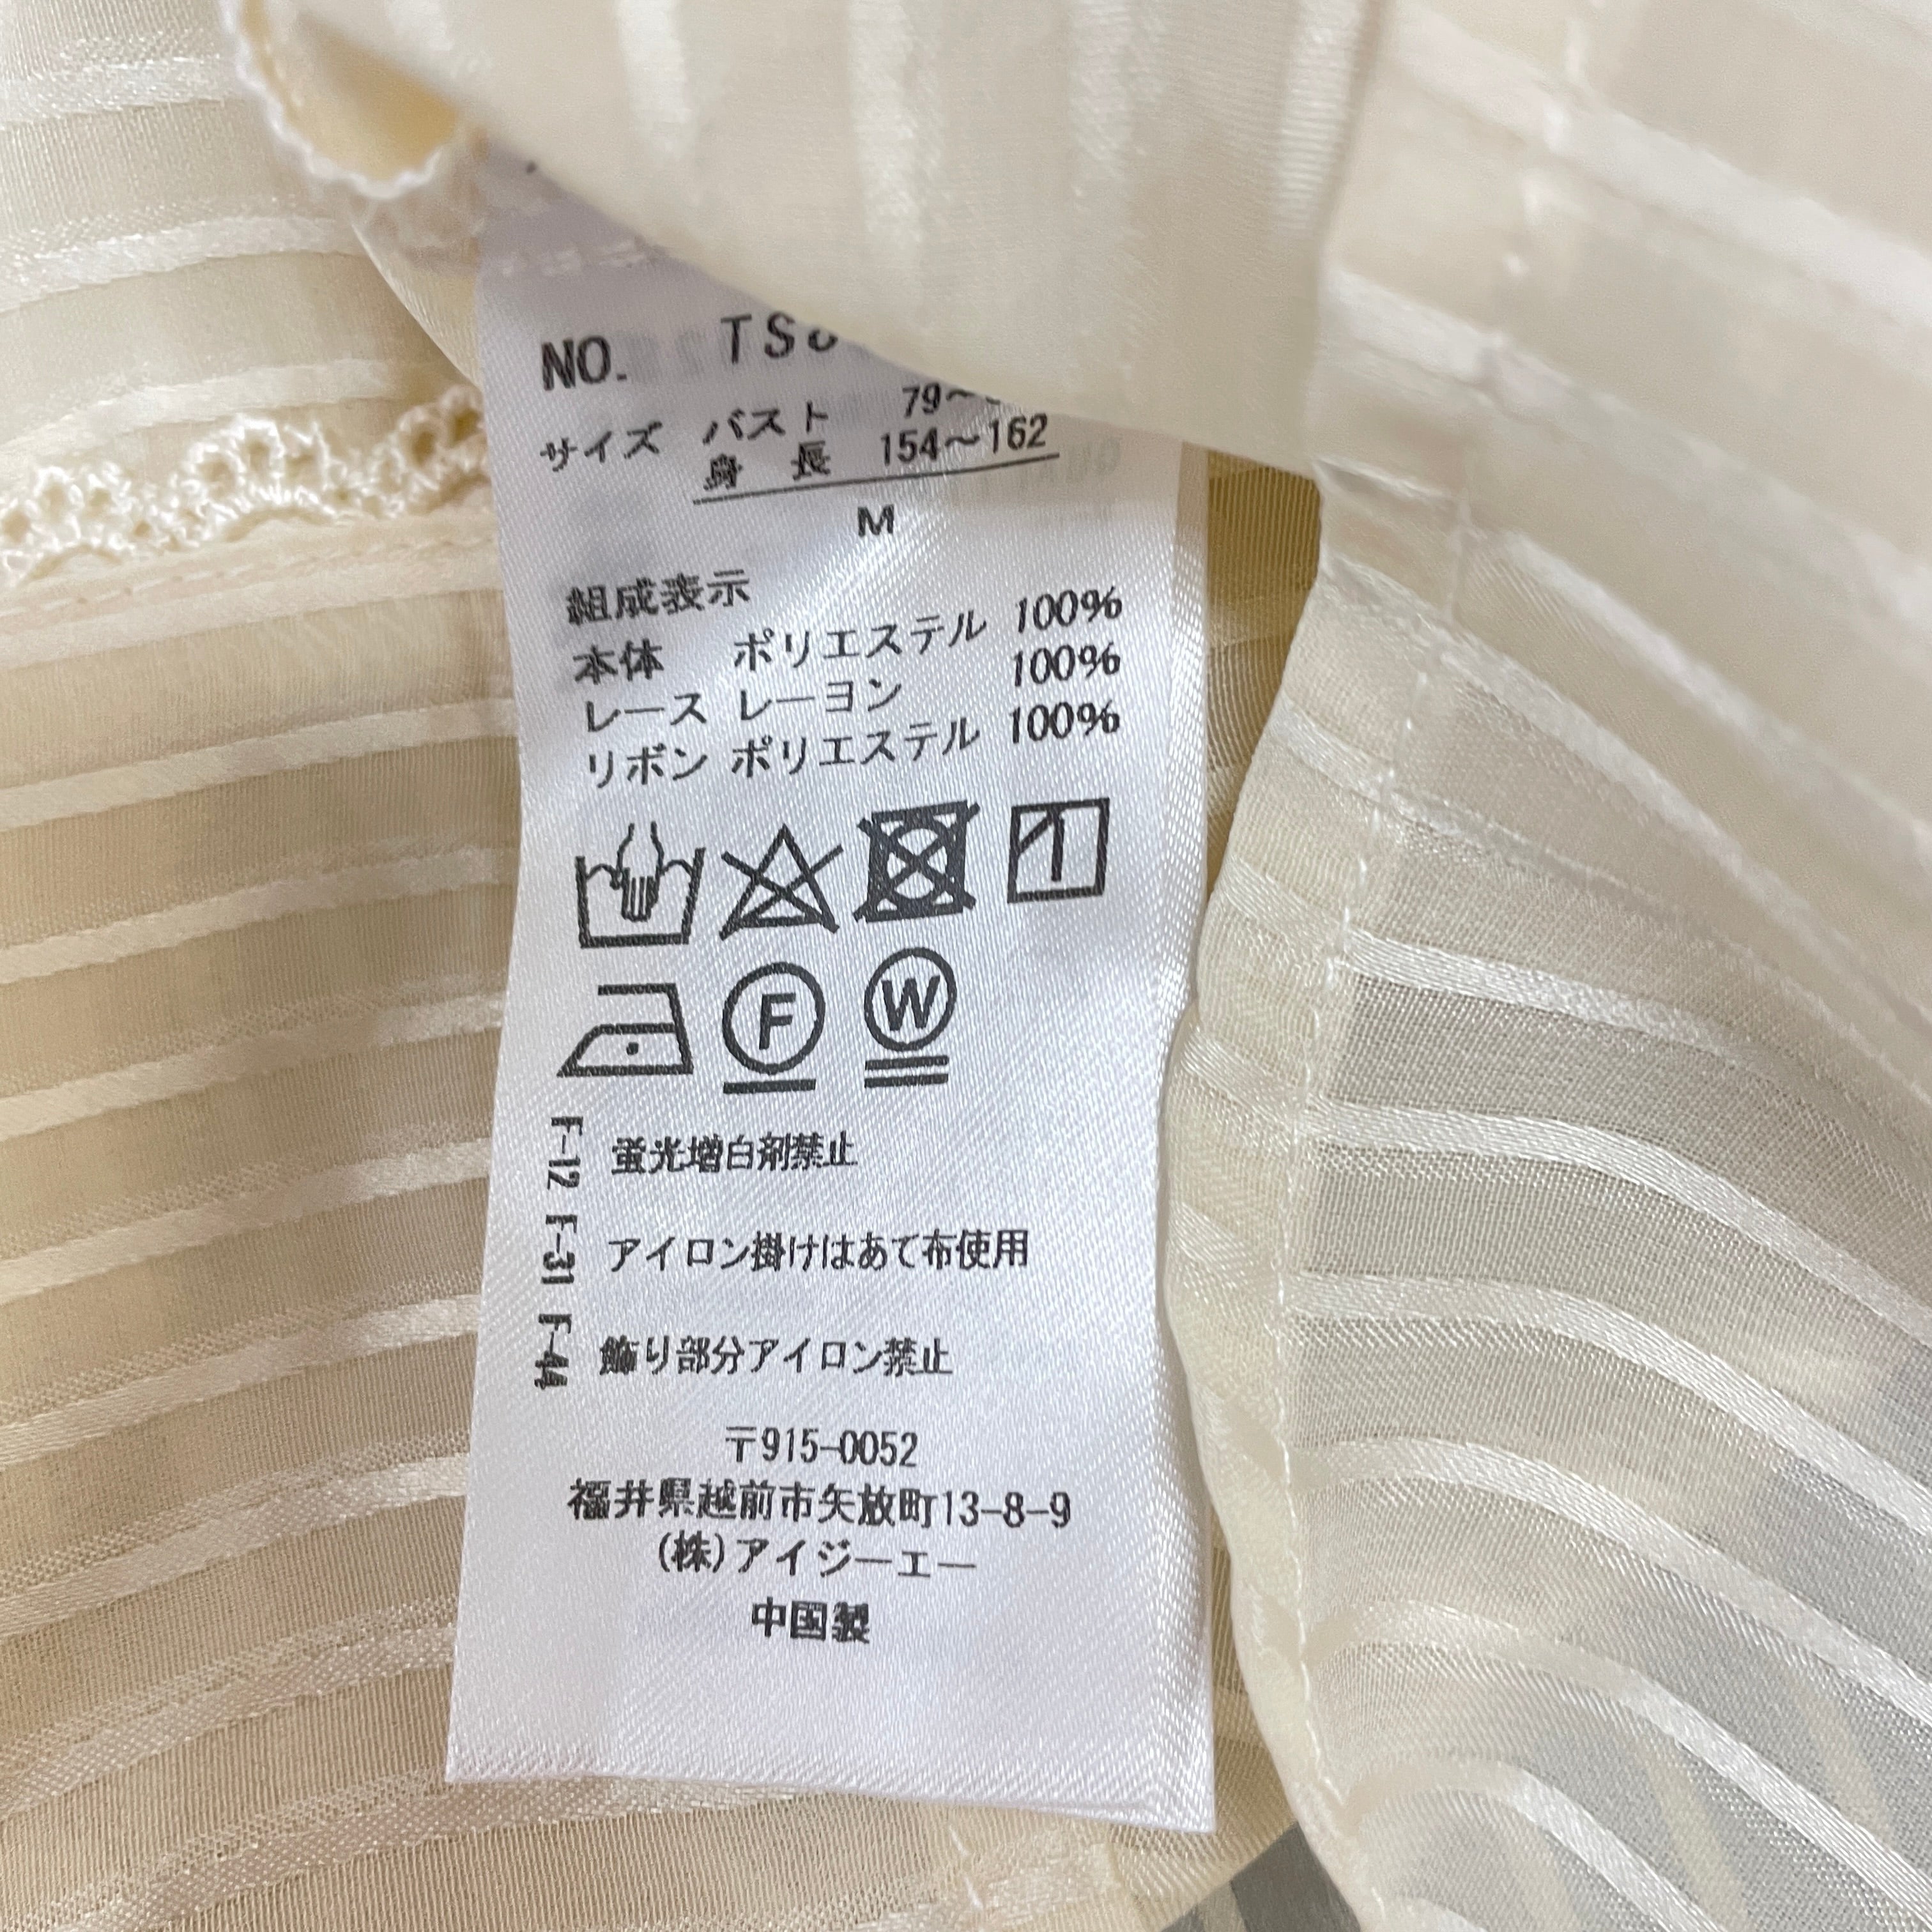 NO. TS
サイズ バスト 79～
身 長 154～162
M
組成表示
本体 ポリエステル 100%
レース レーヨン 100%
リボン ポリエステル 100%
F
W
F-12 蛍光増白剤禁止
F-31 アイロン掛けはあて布使用
F-44 飾り部分アイロン禁止
〒915-0052
福井県越前市矢放町13-8-9
(株)アイジーエー
中国製